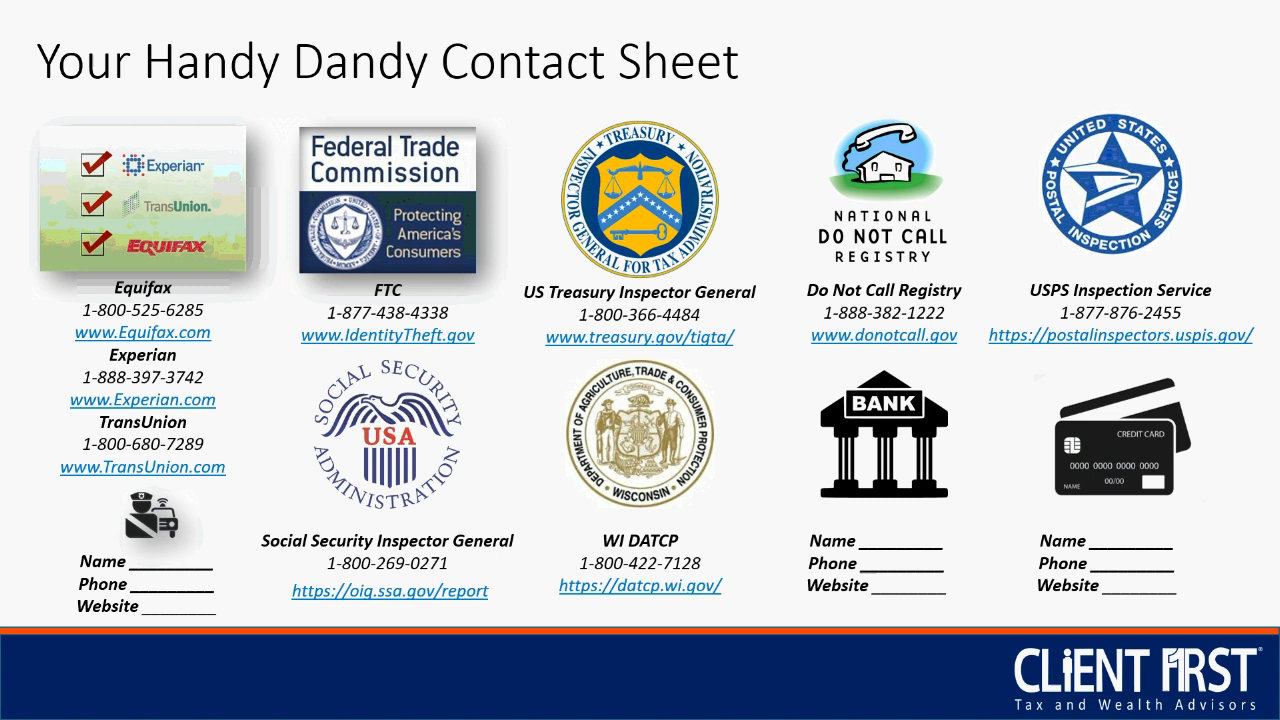 Your Handy Dandy Contact Sheet
Experian
TransUnion.
EQUIFAX
Equifax
1-800-525-6285
www.Equifax.com
Experian
1-888-397-3742
www.Experian.com
TransUnion
1-800-680-7289
www.TransUnion.com
Name _________
Phone _________
Website ________
Federal Trade
Commission
Protecting
America's
Consumers
FTC
1-877-438-4338
www.IdentityTheft.gov
SOCIAL SECURITY
USA
ADMINISTRATION
Social Security Inspector General
1-800-269-0271
https://oig.ssa.gov/report
TREASURY
INSPECTOR GENERAL FOR TAX ADMINISTRATION
US Treasury Inspector General
1-800-366-4484
www.treasury.gov/tigta/
DEPARTMENT OF AGRICULTURE, TRADE & CONSUMER PROTECTION
WISCONSIN
WI DATCP
1-800-422-7128
https://datcp.wi.gov/
NATIONAL
DO NOT CALL
REGISTRY
Do Not Call Registry
1-888-382-1222
www.donotcall.gov
BANK
Name _________
Phone _________
Website ________
UNITED STATES
POSTAL INSPECTION SERVICE
USPS Inspection Service
1-877-876-2455
https://postalinspectors.uspis.gov/
CREDIT CARD
0000 0000 0000 0000
00/00
NAME
Name _________
Phone _________
Website ________
CLiENT F1RST®
Tax and Wealth Advisors